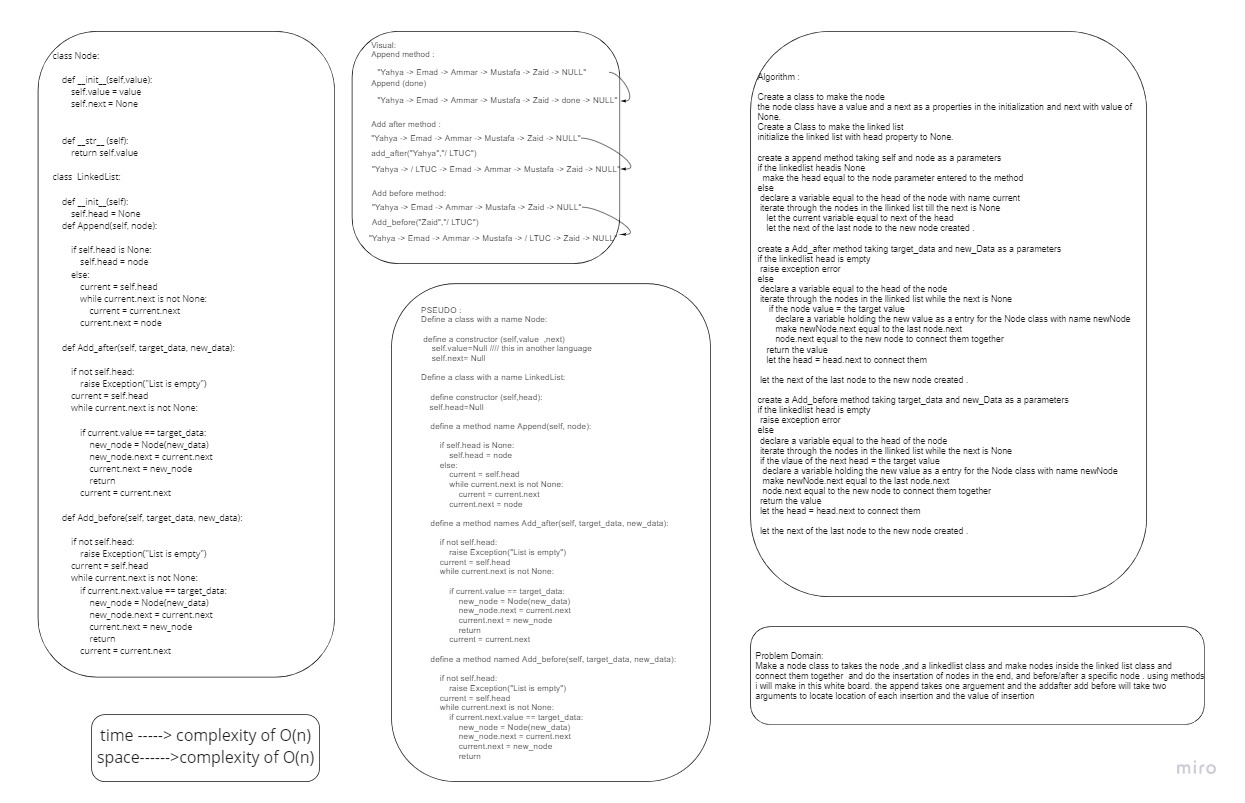 class Node:
def __init__(self,value):
self.value = value
self.next = None
def __str__(self):
return self.value
class  LinkedList:
def __init__(self):
self.head = None
def Append(self, node):
if self.head is None:
self.head = node
else:
current = self.head
while current.next is not None:
current = current.next
current.next = node
def Add_after(self, target_data, new_data):
if not self.head:
raise Exception("List is empty")
current = self.head
while current.next is not None:
if current.value == target_data:
new_node = Node(new_data)
new_node.next = current.next
current.next = new_node
return
current = current.next
def Add_before(self, target_data, new_data):
if not self.head:
raise Exception("List is empty")
current = self.head
while current.next is not None:
if current.next.value == target_data:
new_node = Node(new_data)
new_node.next = current.next
current.next = new_node
return
current = current.next
time -----> complexity of O(n)
space------>complexity of O(n)
Visual:
Append method :
"Yahya -> Emad -> Ammar -> Mustafa -> Zaid -> NULL"
Append (done)
"Yahya -> Emad -> Ammar -> Mustafa -> Zaid -> done -> NULL"
Add after method :
"Yahya -> Emad -> Ammar -> Mustafa -> Zaid -> NULL"
add_after("Yahya","/ LTUC")
"Yahya -> / LTUC -> Emad -> Ammar -> Mustafa -> Zaid -> NULL"
Add before method:
"Yahya -> Emad -> Ammar -> Mustafa -> Zaid -> NULL"
Add_before("Zaid","/ LTUC")
"Yahya -> Emad -> Ammar -> Mustafa -> / LTUC -> Zaid -> NULL"
PSEUDO :
Define a class with a name Node:
define a constructor (self,value  ,next)
self.value=Null //// this in another language
self.next= Null
Define a class with a name LinkedList:
define constructor (self,head):
self.head=Null
define a method name Append(self, node):
if self.head is None:
self.head = node
else:
current = self.head
while current.next is not None:
current = current.next
current.next = node
define a method names Add_after(self, target_data, new_data):
if not self.head:
raise Exception("List is empty")
current = self.head
while current.next is not None:
if current.value == target_data:
new_node = Node(new_data)
new_node.next = current.next
current.next = new_node
return
current = current.next
define a method named Add_before(self, target_data, new_data):
if not self.head:
raise Exception("List is empty")
current = self.head
while current.next is not None:
if current.next.value == target_data:
new_node = Node(new_data)
new_node.next = current.next
current.next = new_node
return
Algorithm :
Create a class to make the node
the node class have a value and a next as a properties in the initialization and next with value of
None.
Create a Class to make the linked list
initialize the linked list with head property to None.
create a append method taking self and node as a parameters
if the linkedlist headis None
make the head equal to the node parameter entered to the method
else
declare a variable equal to the head of the node with name current
iterate through the nodes in the llinked list till the next is None
let the current variable equal to next of the head
let the next of the last node to the new node created .
create a Add_after method taking target_data and new_Data as a parameters
if the linkedlist head is empty
raise exception error
else
declare a variable equal to the head of the node
iterate through the nodes in the llinked list while the next is None
if the node value = the target value
declare a variable holding the new value as a entry for the Node class with name newNode
make newNode.next equal to the last node.next
node.next equal to the new node to connect them together
return the value
let the head = head.next to connect them
let the next of the last node to the new node created .
create a Add_before method taking target_data and new_Data as a parameters
if the linkedlist head is empty
raise exception error
else
declare a variable equal to the head of the node
iterate through the nodes in the llinked list while the next is None
if the vlaue of the next head = the target value
declare a variable holding the new value as a entry for the Node class with name newNode
make newNode.next equal to the last node.next
node.next equal to the new node to connect them together
return the value
let the head = head.next to connect them
let the next of the last node to the new node created .
Problem Domain:
Make a node class to takes the node ,and a linkedlist class and make nodes inside the linked list class and
connect them together  and do the insertation of nodes in the end, and before/after a specific node . using methods
i will make in this white board. the append takes one arguement and the addafter add before will take two
arguments to locate location of each insertion and the value of insertion
miro